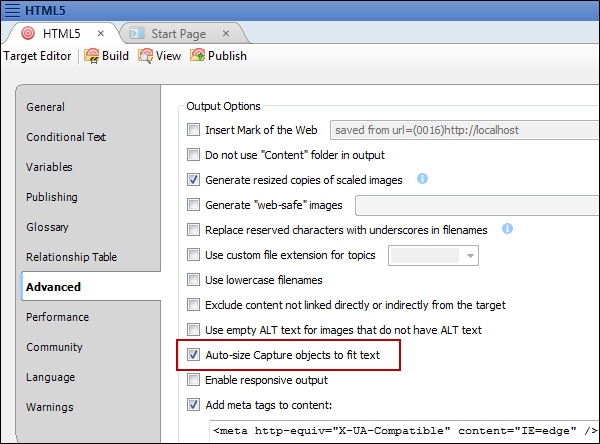 HTML5
HTML5
Start Page
Target Editor Build View Publish
General
Conditional Text
Variables
Publishing
Glossary
Relationship Table
Advanced
Performance
Community
Language
Warnings
Output Options
Insert Mark of the Web saved from url=(0016)http://localhost
Do not use "Content" folder in output
Generate resized copies of scaled images
Generate "web-safe" images
Replace reserved characters with underscores in filenames
Use custom file extension for topics
Use lowercase filenames
Exclude content not linked directly or indirectly from the target
Use empty ALT text for images that do not have ALT text
Auto-size Capture objects to fit text
Enable responsive output
Add meta tags to content:
<meta http-equiv="X-UA-Compatible" content="IE=edge" />